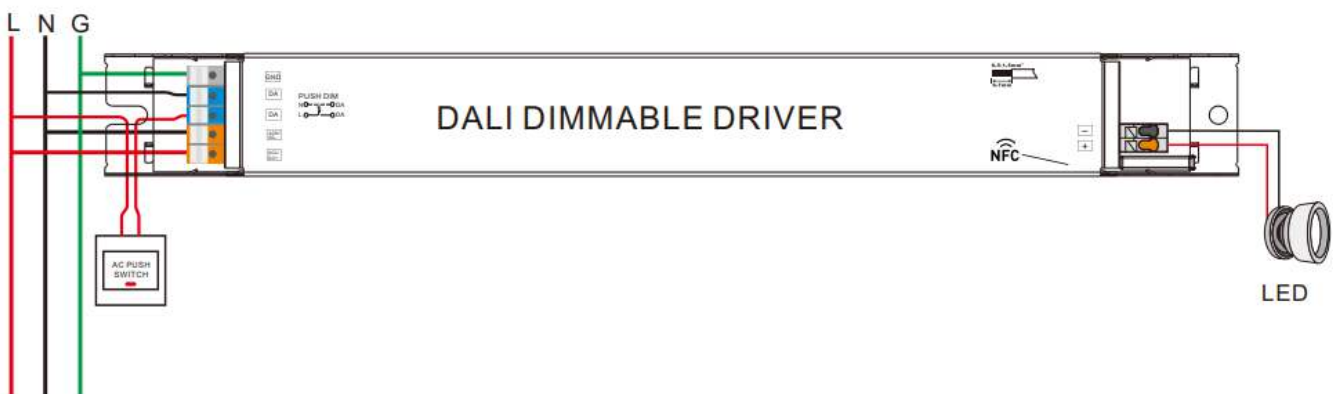 L N G
GND
DA
DA
PUSH DIM
N DA
L DA
DALI DIMMABLE DRIVER
NFC
−
+
AC PUSH
SWITCH
LED